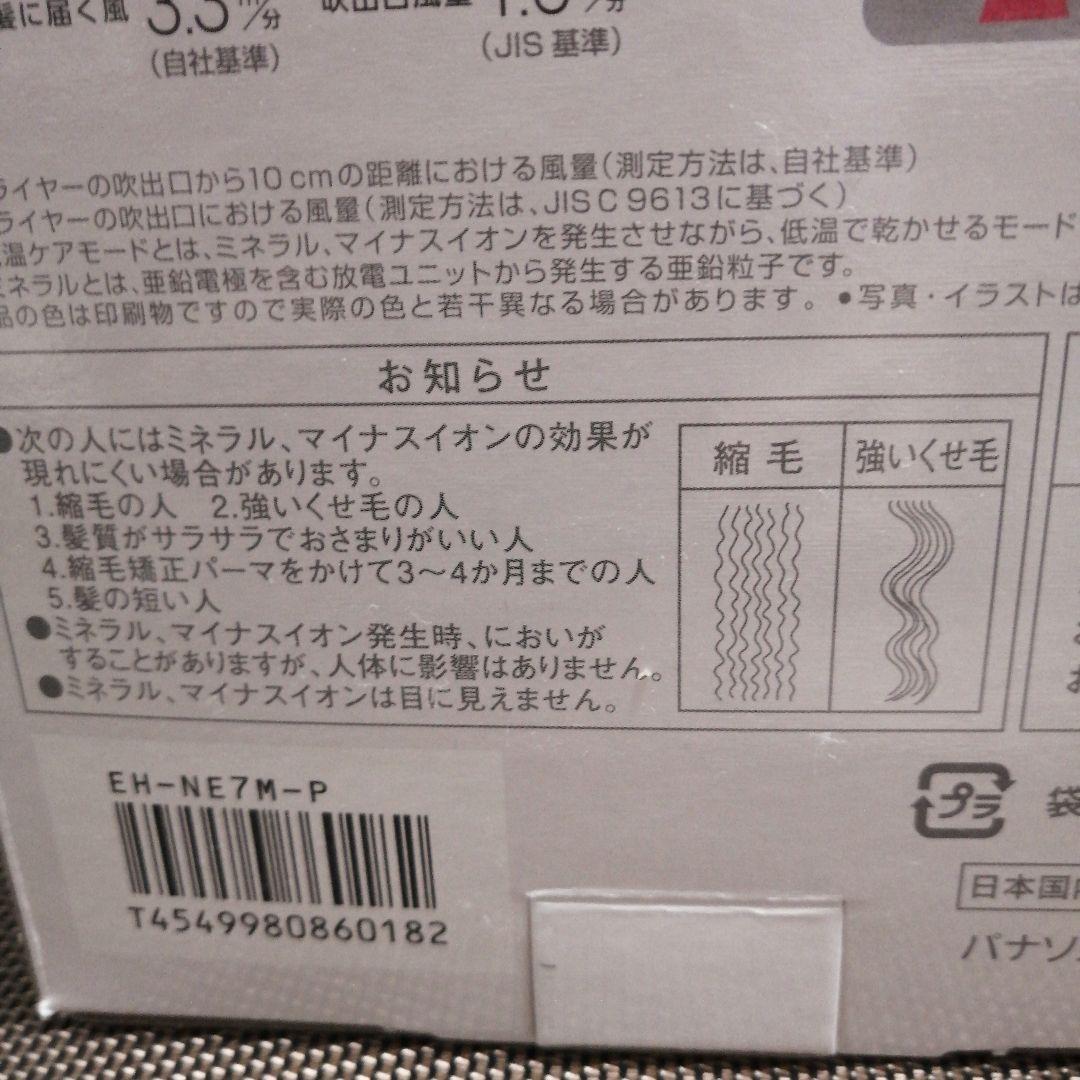 髪に届く風 3.3 m³/分
(自社基準)
(JIS 基準)
ライヤーの吹出口から10cmの距離における風量(測定方法は、自社基準)
ライヤーの吹出口における風量(測定方法は、JIS C 9613に基づく)
温ケアモードとは、ミネラル、マイナスイオンを発生させながら、低温で乾かせるモード
ミネラルとは、亜鉛電極を含む放電ユニットから発生する亜鉛粒子です。
品の色は印刷物ですので実際の色と若干異なる場合があります。●写真・イラストは
お知らせ
●次の人にはミネラル、マイナスイオンの効果が
現れにくい場合があります。
1.縮毛の人 2.強いくせ毛の人
3.髪質がサラサラでおさまりがいい人
4.縮毛矯正パーマをかけて3〜4か月までの人
5.髪の短い人
●ミネラル、マイナスイオン発生時、においが
することがありますが、人体に影響はありません。
●ミネラル、マイナスイオンは目に見えません。
縮毛 強いくせ毛
EH-NE7M-P
T4549980860182
プラ 袋
日本国内
パナソ